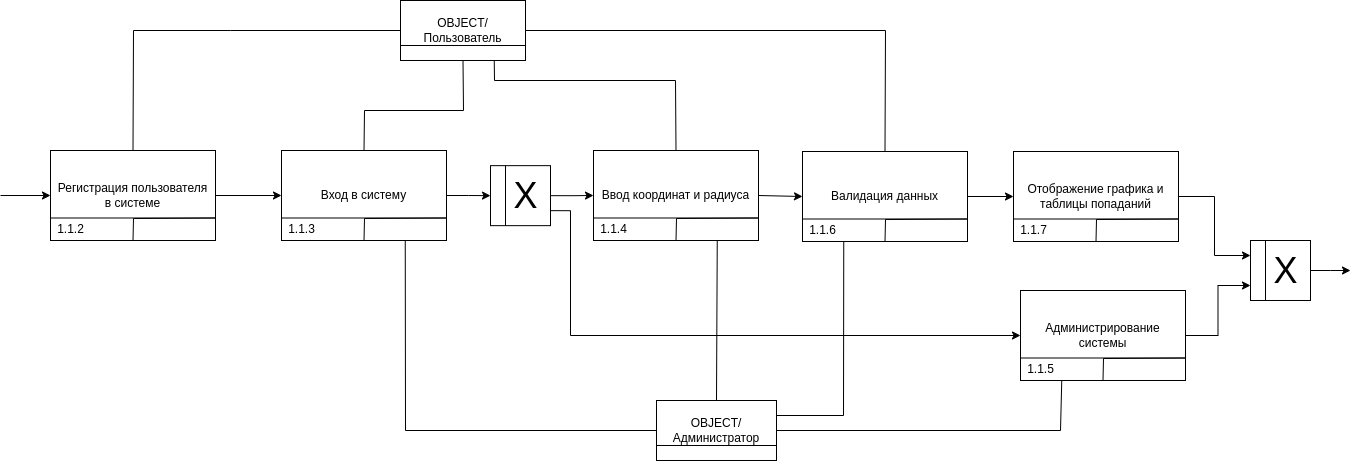 OBJECT/
Пользователь
Регистрация пользователя
в системе
1.1.2
Вход в систему
1.1.3
X
Ввод координат и радиуса
1.1.4
Валидация данных
1.1.6
Отображение графика и
таблицы попаданий
1.1.7
X
Администрирование
системы
1.1.5
OBJECT/
Администратор